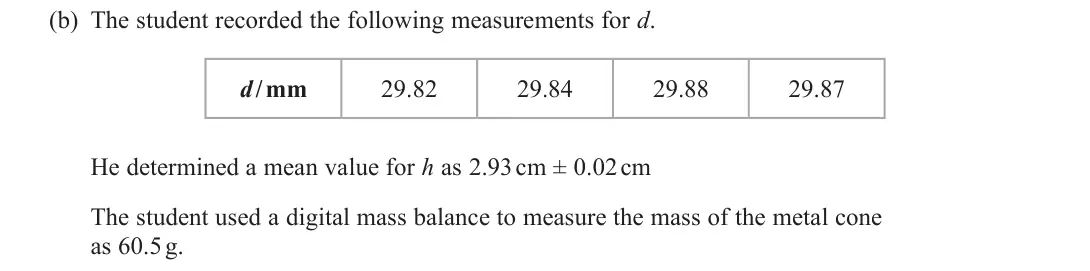 (b) The student recorded the following measurements for d.
d/mm 29.82 29.84 29.88 29.87
He determined a mean value for h as 2.93 cm ± 0.02 cm
The student used a digital mass balance to measure the mass of the metal cone
as 60.5 g.